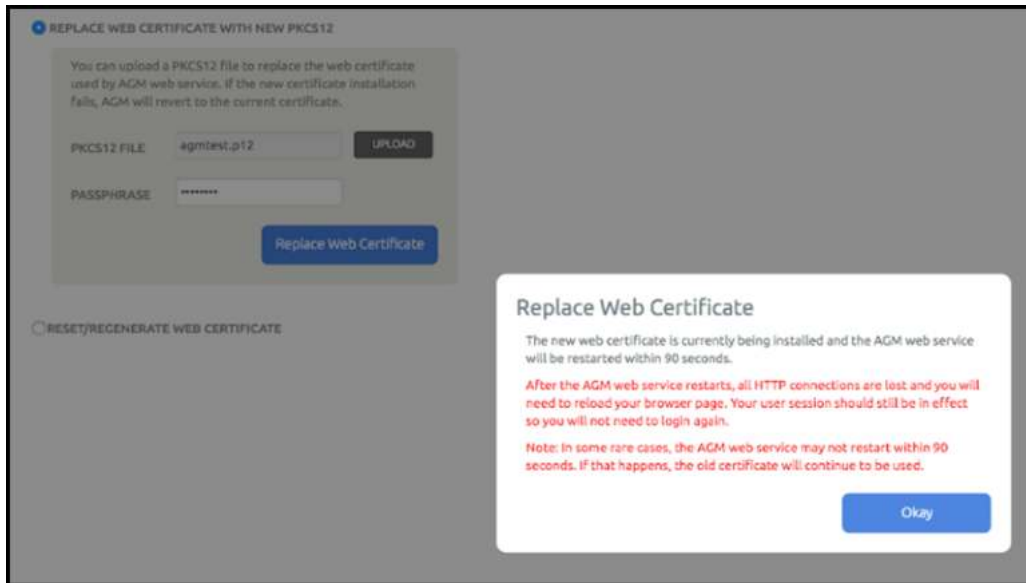 REPLACE WEB CERTIFICATE WITH NEW PKCS12
You can upload a PKCS12 file to replace the web certificate
used by AGM web service. If the new certificate installation
fails, AGM will revert to the current certificate.
PKCS12 FILE agmtest.p12 UPLOAD
PASSPHRASE ••••••••
Replace Web Certificate
RESET/REGENERATE WEB CERTIFICATE
Replace Web Certificate
The new web certificate is currently being installed and the AGM web service
will be restarted within 90 seconds.
After the AGM web service restarts, all HTTP connections are lost and you will
need to reload your browser page. Your user session should still be in effect
so you will not need to login again.
Note: In some rare cases, the AGM web service may not restart within 90
seconds. If that happens, the old certificate will continue to be used.
Okay